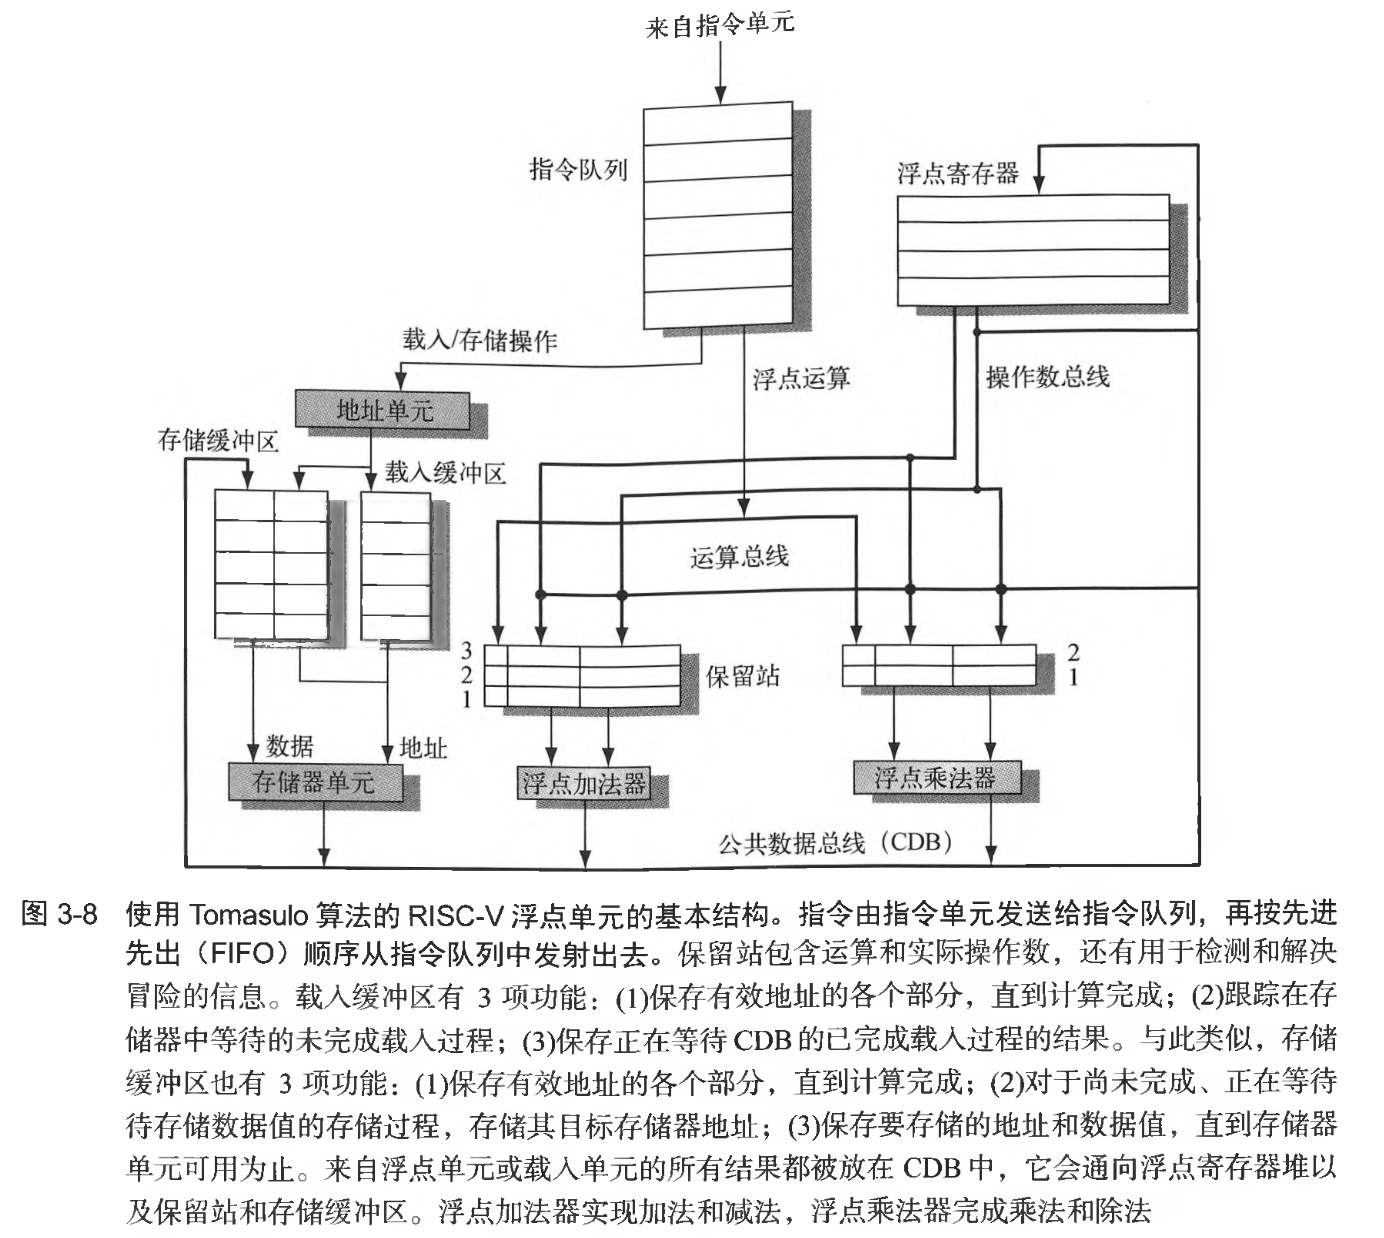 来自指令单元
指令队列
浮点寄存器
载入/存储操作
浮点运算
操作数总线
地址单元
存储缓冲区
载入缓冲区
运算总线
3
2
1
保留站
2
1
数据
地址
存储器单元
浮点加法器
浮点乘法器
公共数据总线（CDB）
图 3-8 使用 Tomasulo 算法的 RISC-V 浮点单元的基本结构。指令由指令单元发送给指令队列，再按先进
先出（FIFO）顺序从指令队列中发射出去。保留站包含运算和实际操作数，还有用于检测和解决
冒险的信息。载入缓冲区有 3 项功能：(1)保存有效地址的各个部分，直到计算完成；(2)跟踪在存
储器中等待的未完成载入过程；(3)保存正在等待 CDB 的已完成载入过程的结果。与此类似，存储
缓冲区也有 3 项功能：(1)保存有效地址的各个部分，直到计算完成；(2)对于尚未完成、正在等待
待存储数据值的存储过程，存储其目标存储器地址；(3)保存要存储的地址和数据值，直到存储器
单元可用为止。来自浮点单元或载入单元的所有结果都被放在 CDB 中，它会通向浮点寄存器堆以
及保留站和存储缓冲区。浮点加法器实现加法和减法，浮点乘法器完成乘法和除法